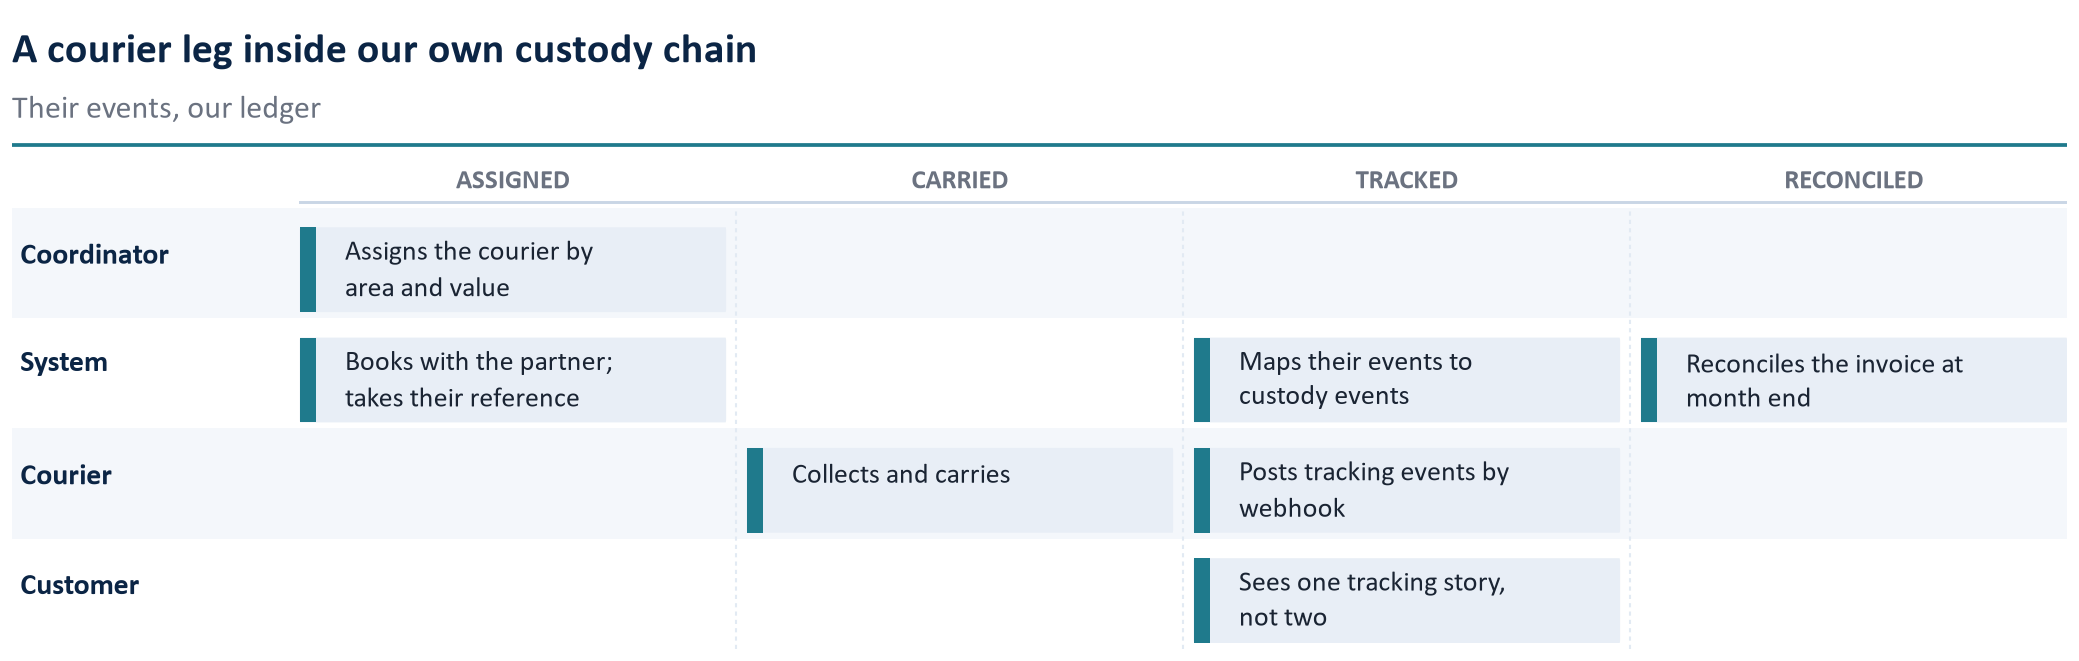 A courier leg inside our own custody chain
Their events, our ledger
ASSIGNED
CARRIED
TRACKED
RECONCILED
Coordinator
Assigns the courier by
area and value
System
Books with the partner;
takes their reference
Maps their events to
custody events
Reconciles the invoice at
month end
Courier
Collects and carries
Posts tracking events by
webhook
Customer
Sees one tracking story,
not two